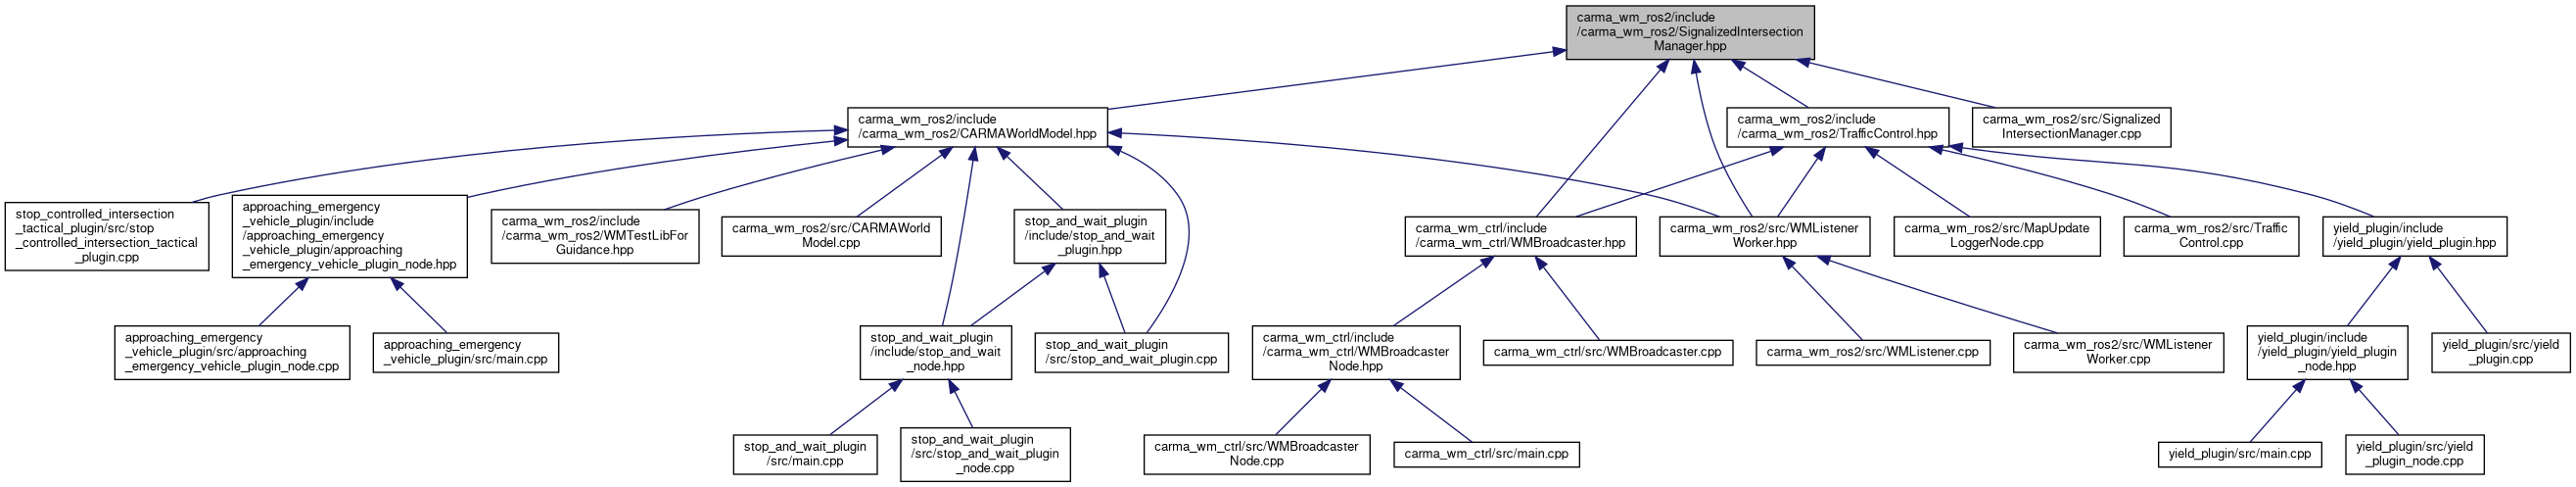 carma_wm_ros2/include
/carma_wm_ros2/SignalizedIntersection
Manager.hpp
carma_wm_ros2/include
/carma_wm_ros2/CARMAWorldModel.hpp
carma_wm_ros2/include
/carma_wm_ros2/TrafficControl.hpp
carma_wm_ros2/src/Signalized
IntersectionManager.cpp
stop_controlled_intersection
_tactical_plugin/src/stop
_controlled_intersection_tactical
_plugin.cpp
approaching_emergency
_vehicle_plugin/include
/approaching_emergency
_vehicle_plugin/approaching
_emergency_vehicle_plugin_node.hpp
carma_wm_ros2/include
/carma_wm_ros2/WMTestLibFor
Guidance.hpp
carma_wm_ros2/src/CARMAWorld
Model.cpp
stop_and_wait_plugin
/include/stop_and_wait
_plugin.hpp
carma_wm_ctrl/include
/carma_wm_ctrl/WMBroadcaster.hpp
carma_wm_ros2/src/WMListener
Worker.hpp
carma_wm_ros2/src/MapUpdate
LoggerNode.cpp
carma_wm_ros2/src/Traffic
Control.cpp
yield_plugin/include
/yield_plugin/yield_plugin.hpp
approaching_emergency
_vehicle_plugin/src/approaching
_emergency_vehicle_plugin_node.cpp
approaching_emergency
_vehicle_plugin/src/main.cpp
stop_and_wait_plugin
/include/stop_and_wait
_node.hpp
stop_and_wait_plugin
/src/stop_and_wait_plugin.cpp
carma_wm_ctrl/include
/carma_wm_ctrl/WMBroadcaster
Node.hpp
carma_wm_ctrl/src/WMBroadcaster.cpp
carma_wm_ros2/src/WMListener.cpp
carma_wm_ros2/src/WMListener
Worker.cpp
yield_plugin/include
/yield_plugin/yield_plugin
_node.hpp
yield_plugin/src/yield
_plugin.cpp
stop_and_wait_plugin
/src/main.cpp
stop_and_wait_plugin
/src/stop_and_wait_plugin
_node.cpp
carma_wm_ctrl/src/WMBroadcaster
Node.cpp
carma_wm_ctrl/src/main.cpp
yield_plugin/src/main.cpp
yield_plugin/src/yield
_plugin_node.cpp